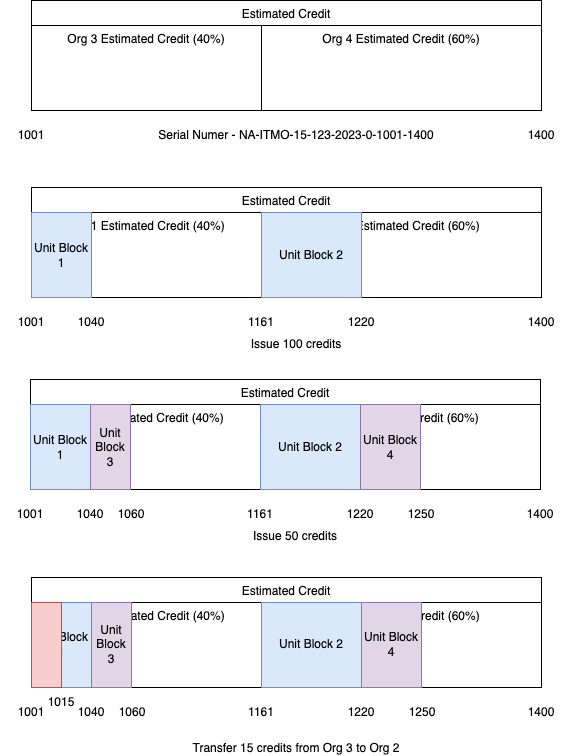 Estimated Credit
Org 3 Estimated Credit (40%) Org 4 Estimated Credit (60%)
1001 Serial Numer - NA-ITMO-15-123-2023-0-1001-1400 1400
Estimated Credit
1 Estimated Credit (40%) Estimated Credit (60%)
Unit Block
1
Unit Block 2
1001 1040 1161 1220 1400
Issue 100 credits
Estimated Credit
ated Credit (40%) redit (60%)
Unit Block
1
Unit
Block
3
Unit Block 2
Unit Block
4
1001 1040 1060 1161 1220 1250 1400
Issue 50 credits
Estimated Credit
ated Credit (40%) redit (60%)
Block
Unit
Block
3
Unit Block 2
Unit Block
4
1015
1001 1040 1060 1161 1220 1250 1400
Transfer 15 credits from Org 3 to Org 2